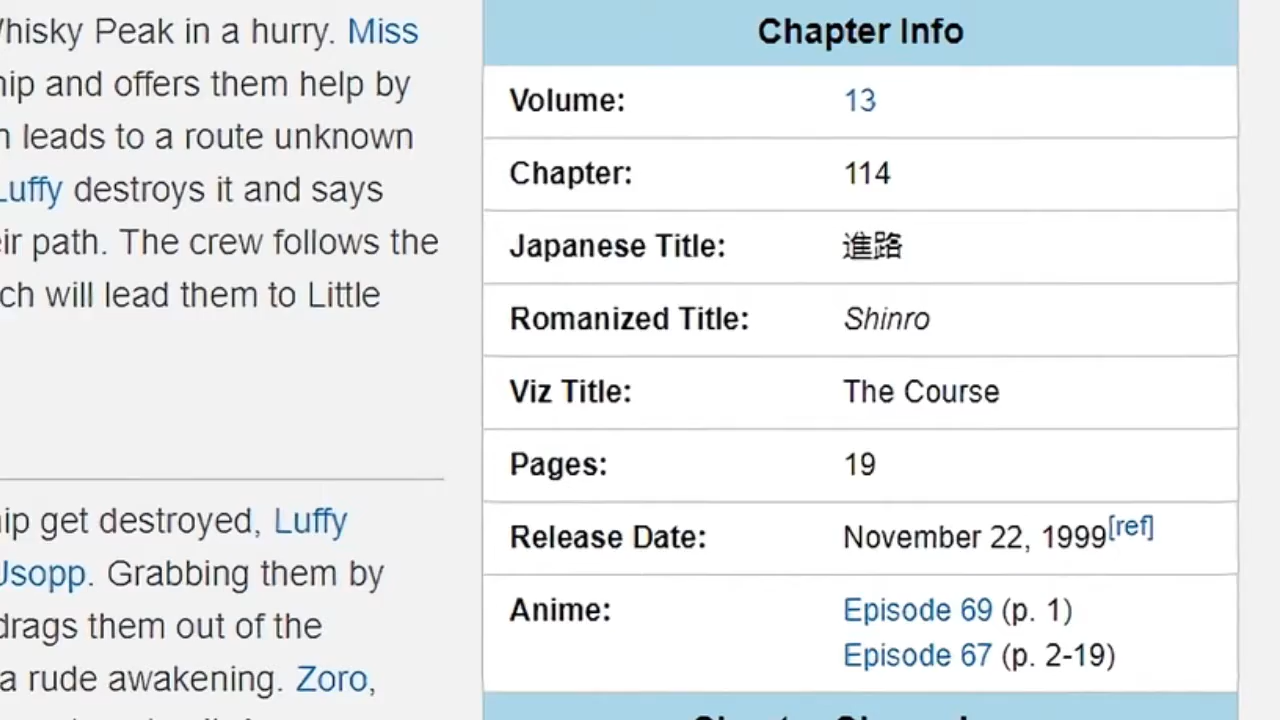 Whisky Peak in a hurry. Miss
and offers them help by
leads to a route unknown
Luffy destroys it and says
path. The crew follows the
will lead them to Little
get destroyed, Luffy
Usopp. Grabbing them by
drags them out of the
a rude awakening. Zoro,
Chapter Info
Volume: 13
Chapter: 114
Japanese Title: 進路
Romanized Title: Shinro
Viz Title: The Course
Pages: 19
Release Date: November 22, 1999[ref]
Anime: Episode 69 (p. 1)
Episode 67 (p. 2-19)